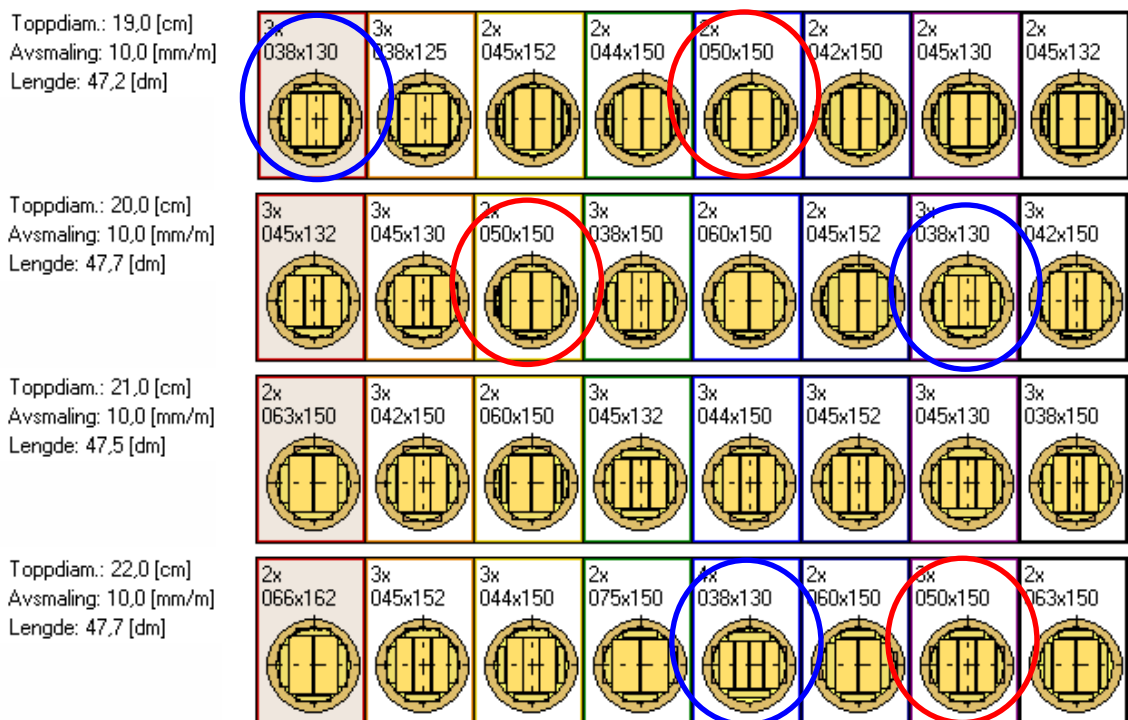 Toppdiam.: 19,0 [cm]
Avsmaling: 10,0 [mm/m]
Lengde: 47,2 [dm]
3x
038x130
3x
038x125
2x
045x152
2x
044x150
2x
050x150
2x
042x150
2x
045x130
2x
045x132
Toppdiam.: 20,0 [cm]
Avsmaling: 10,0 [mm/m]
Lengde: 47,7 [dm]
3x
045x132
3x
045x130
2x
050x150
3x
038x150
2x
060x150
2x
045x152
3x
038x130
3x
042x150
Toppdiam.: 21,0 [cm]
Avsmaling: 10,0 [mm/m]
Lengde: 47,5 [dm]
2x
063x150
3x
042x150
2x
060x150
3x
045x132
3x
044x150
3x
045x152
3x
045x130
3x
038x150
Toppdiam.: 22,0 [cm]
Avsmaling: 10,0 [mm/m]
Lengde: 47,7 [dm]
2x
066x162
3x
045x152
3x
044x150
2x
075x150
4x
038x130
2x
060x150
3x
050x150
2x
063x150